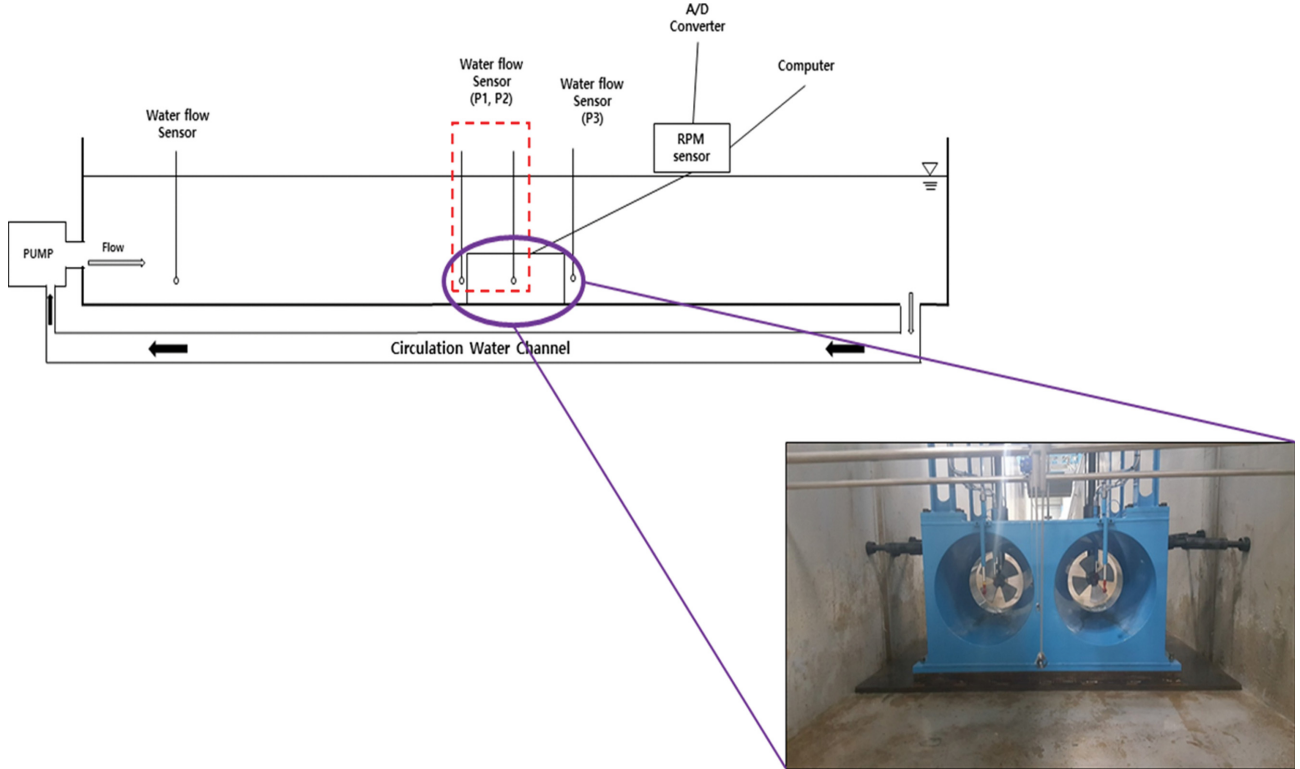 A/D
Converter
Water flow
Sensor
(P1, P2)
Computer
Water flow
Sensor
(P3)
Water flow
Sensor
RPM
sensor
PUMP
Flow
Circulation Water Channel